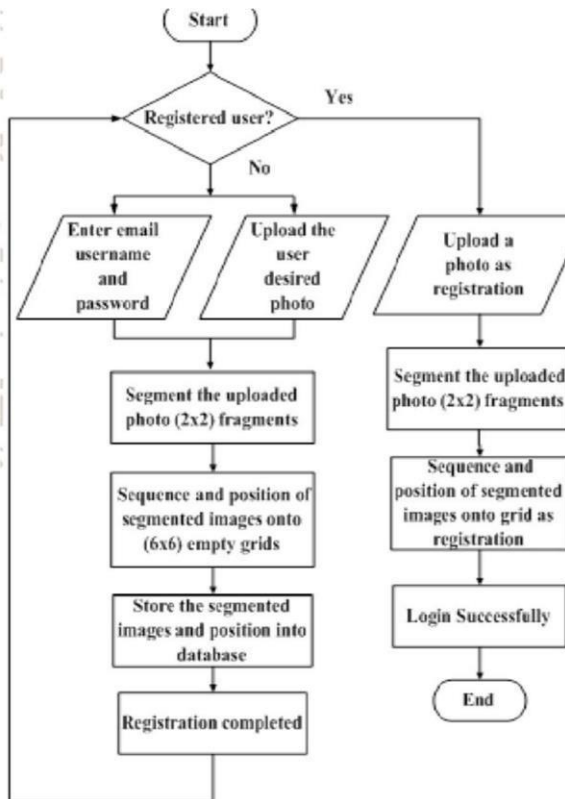 Start
Registered user?
Yes
No
Enter email
username
and
password
Upload the
user
desired
photo
Upload a
photo as
registration
Segment the uploaded
photo (2x2) fragments
Sequence and position of
segmented images onto
(6x6) empty grids
Store the segmented
images and position into
database
Registration completed
Segment the uploaded
photo (2x2) fragments
Sequence and
position of segmented
images onto grid as
registration
Login Successfully
End